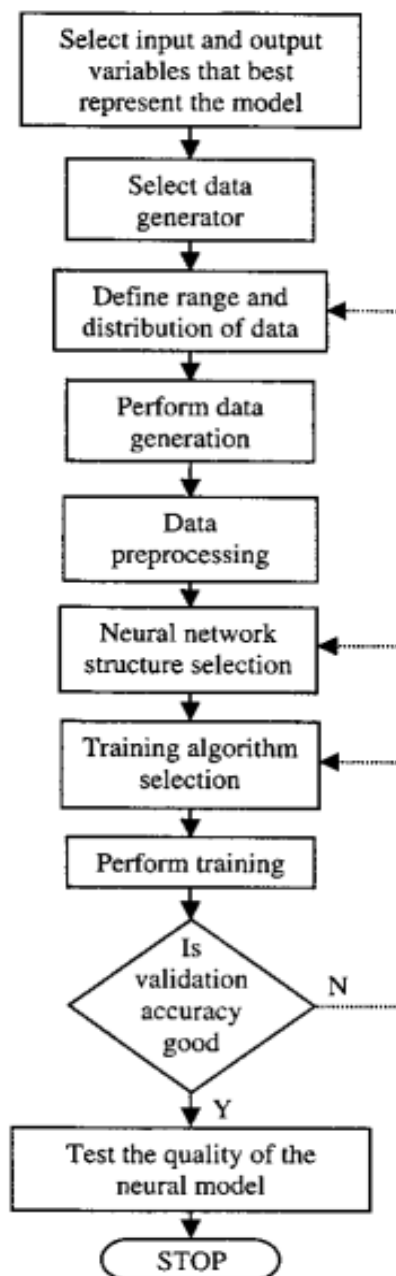 Select input and output
variables that best
represent the model
Select data
generator
Define range and
distribution of data
Perform data
generation
Data
preprocessing
Neural network
structure selection
Training algorithm
selection
Perform training
Is
validation
accuracy
good
N
Y
Test the quality of the
neural model
STOP